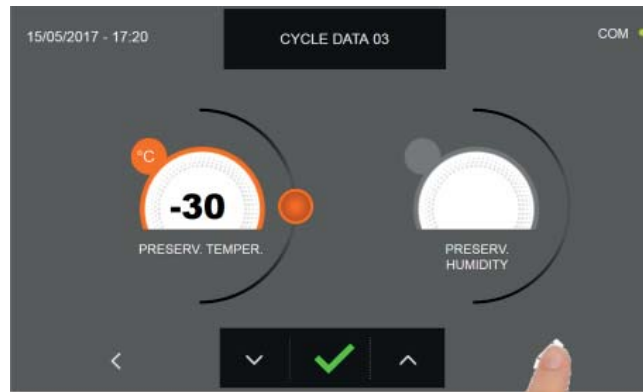 15/05/2017 - 17:20
CYCLE DATA 03
COM
°C
-30
PRESERV. TEMPER.
PRESERV.
HUMIDITY